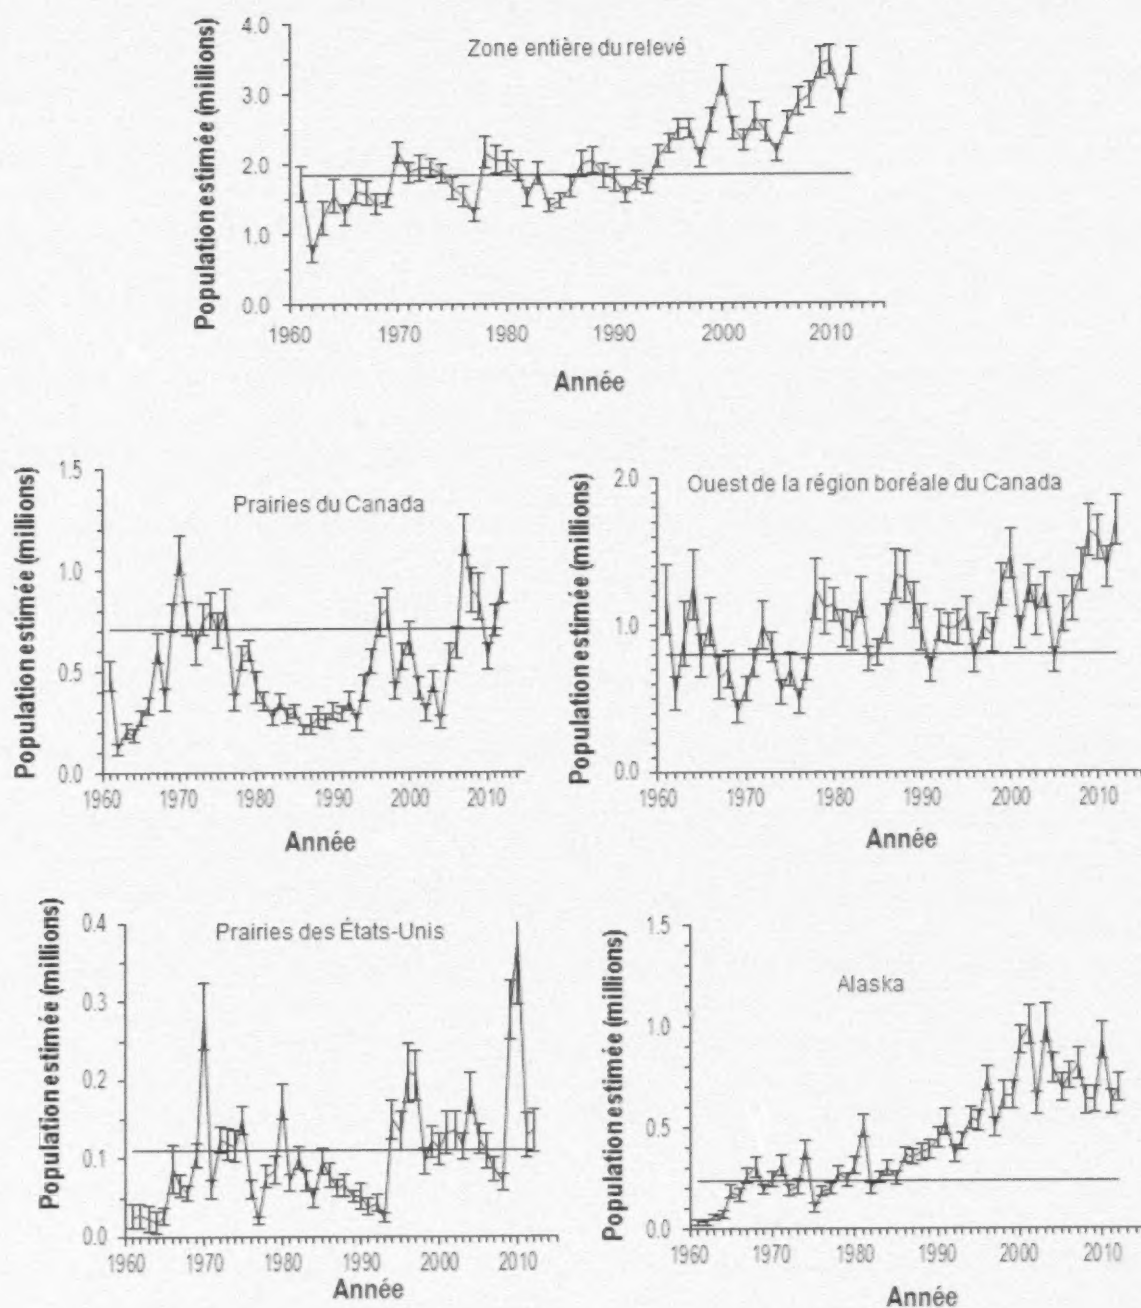 Zone entière du relevé
Population estimée (millions)
4.0
3.0
2.0
1.0
0.0
1960 1970 1980 1990 2000 2010
Année
Prairies du Canada
Population estimée (millions)
1.5
1.0
0.5
0.0
1960 1970 1980 1990 2000 2010
Année
Ouest de la région boréale du Canada
Population estimée (millions)
2.0
1.0
0.0
1960 1970 1980 1990 2000 2010
Année
Prairies des États-Unis
Population estimée (millions)
0.4
0.3
0.2
0.1
0.0
1960 1970 1980 1990 2000 2010
Année
Alaska
Population estimée (millions)
1.5
1.0
0.5
0.0
1960 1970 1980 1990 2000 2010
Année